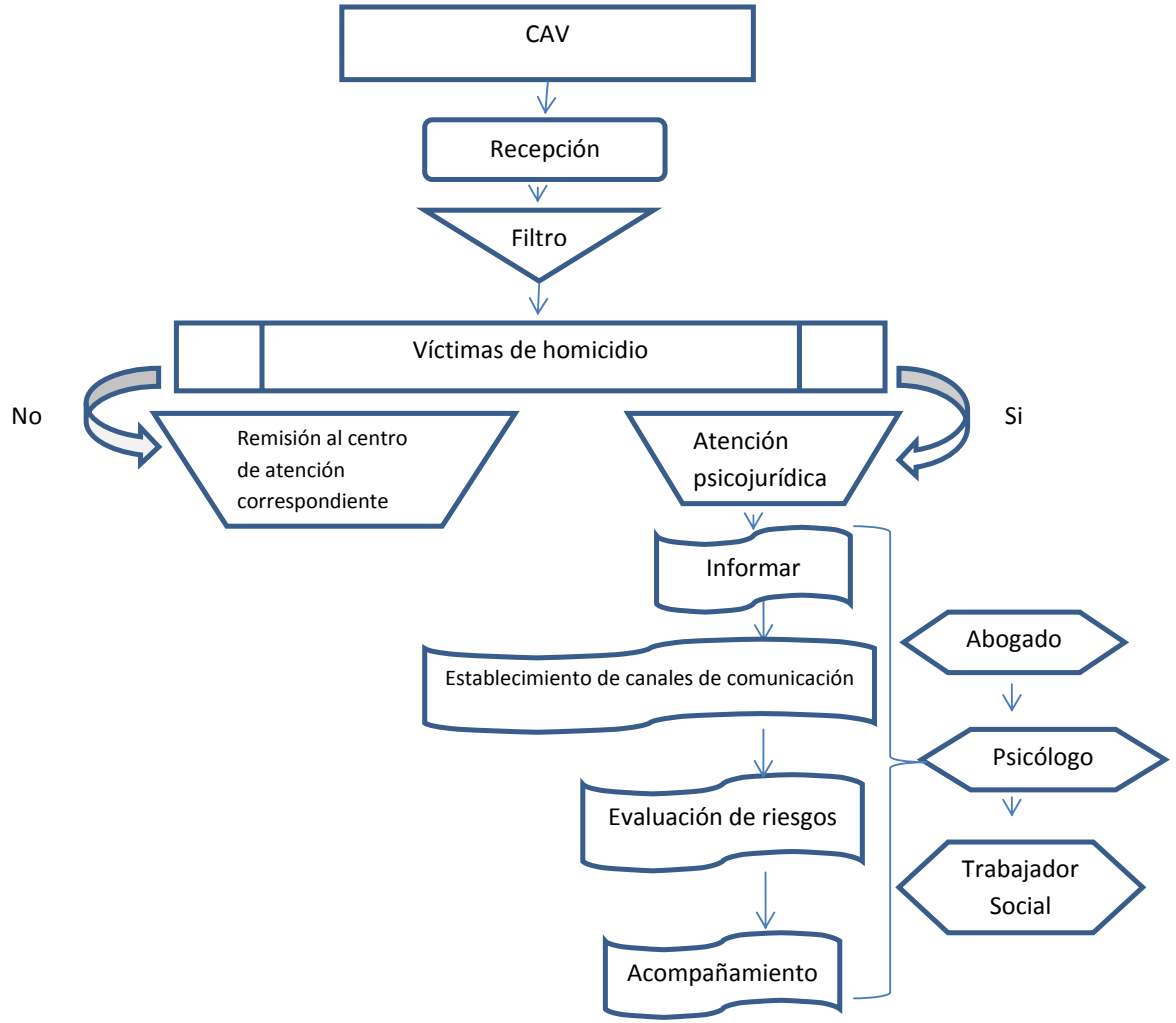 CAV
Recepción
Filtro
Víctimas de homicidio
No
Si
Remisión al centro
de atención
correspondiente
Atención
psicojurídica
Informar
Establecimiento de canales de comunicación
Evaluación de riesgos
Acompañamiento
Abogado
Psicólogo
Trabajador
Social